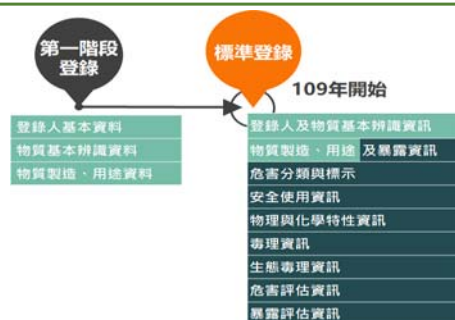 第一階段
登錄
標準登錄
109年開始
登錄人基本資料
物質基本辨識資料
物質製造、用途資料
登錄人及物質基本辨識資訊
物質製造、用途 及暴露資訊
危害分類與標示
安全使用資訊
物理與化學特性資訊
毒理資訊
生態毒理資訊
危害評估資訊
暴露評估資訊